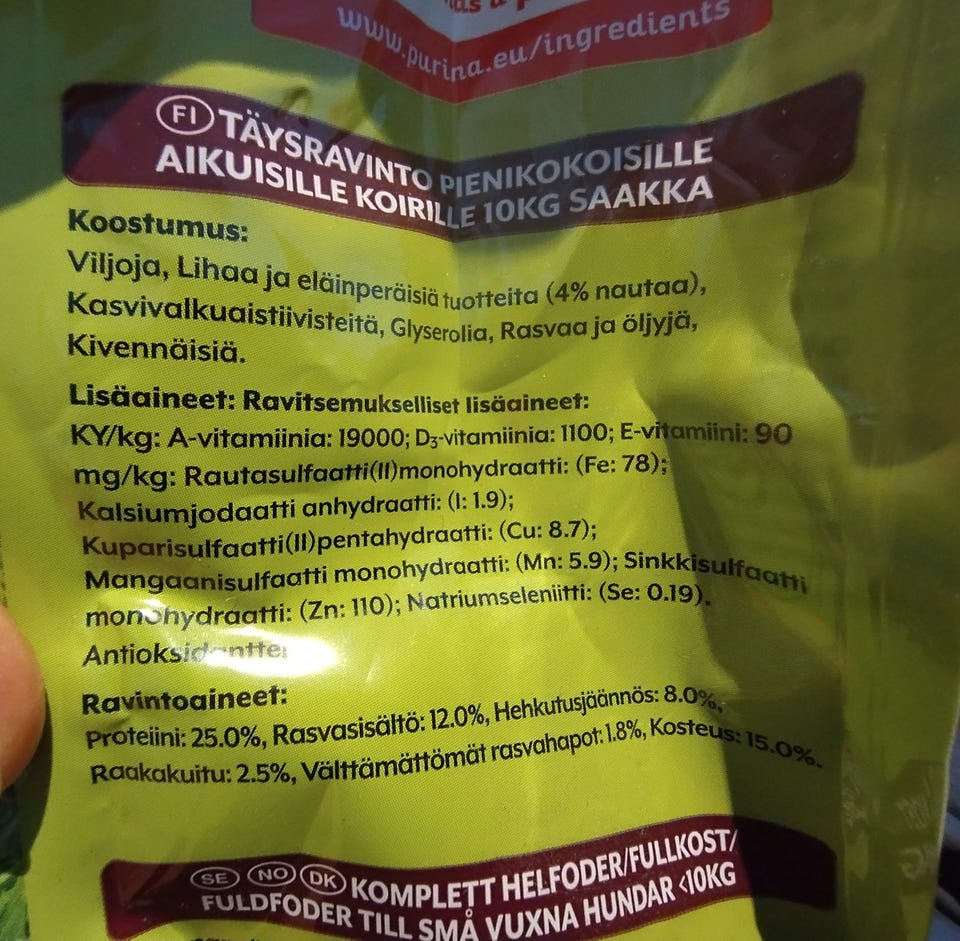 www.purina.eu/ingredients
FI TÄYSRAVINTO PIENIKOKOISILLE
AIKUISILLE KOIRILLE 10KG SAAKKA
Koostumus:
Viljoja, Lihaa ja eläinperäisiä tuotteita (4% nautaa),
Kasvivalkuaistiivisteitä, Glyserolia, Rasvaa ja öljyjä,
Kivennäisiä.
Lisäaineet: Ravitsemukselliset lisäaineet:
KY/kg: A-vitamiinia: 19000; D₃-vitamiinia: 1100; E-vitamiini: 90
mg/kg: Rautasulfaatti(II)monohydraatti: (Fe: 78);
Kalsiumjodaatti anhydraatti: (I: 1.9);
Kuparisulfaatti(II)pentahydraatti: (Cu: 8.7);
Mangaanisulfaatti monohydraatti: (Mn: 5.9); Sinkkisulfaatti
monohydraatti: (Zn: 110); Natriumseleniitti: (Se: 0.19).
Ravintoaineet:
Proteiini: 25.0%, Rasvasisältö: 12.0%, Hehkutusjäännös: 8.0%,
Raakakuitu: 2.5%, Välttämättömät rasvahapot: 1.8%, Kosteus: 15.0%.
SE NO DK KOMPLETT HELFODER/FULLKOST/
FULDFODER TILL SMÅ VUXNA HUNDAR <10KG